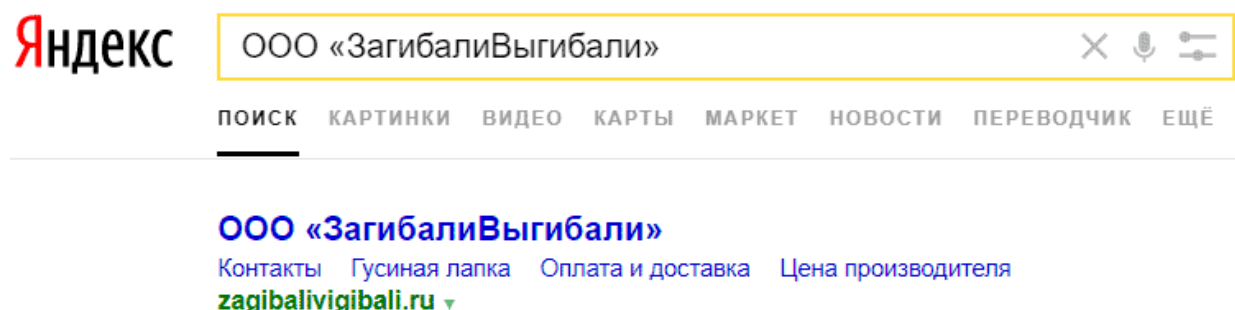 Яндекс
ООО «ЗагибалиВыгибали»
ПОИСК КАРТИНКИ ВИДЕО КАРТЫ МАРКЕТ НОВОСТИ ПЕРЕВОДЧИК ЕЩЁ
ООО «ЗагибалиВыгибали»
Контакты Гусиная лапка Оплата и доставка Цена производителя
zagibalivigibali.ru